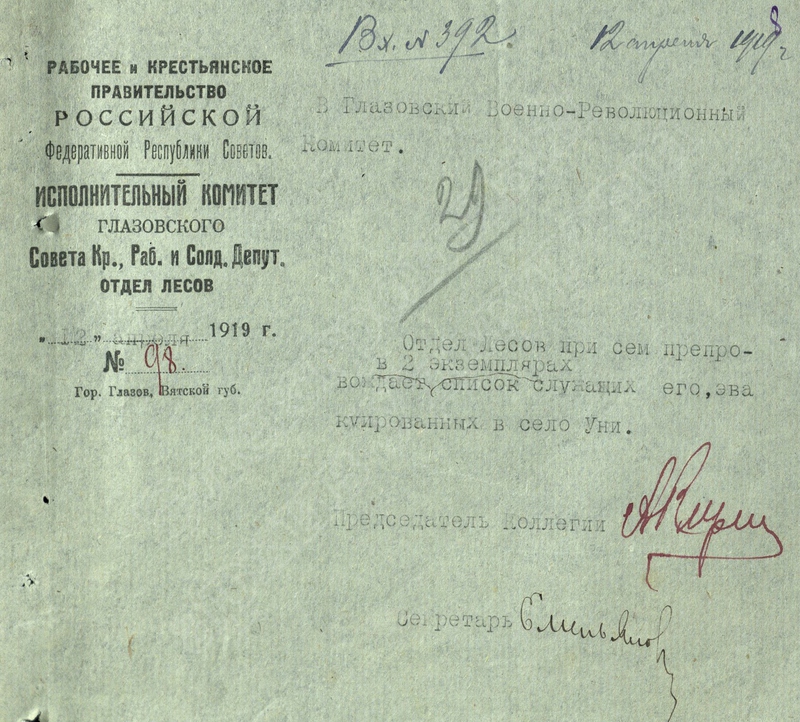 Вх. № 392. 12 апреля 1919 г
РАБОЧЕЕ и КРЕСТЬЯНСКОЕ
ПРАВИТЕЛЬСТВО
РОССИЙСКОЙ
Федеративной Республики Советов.
ИСПОЛНИТЕЛЬНЫЙ КОМИТЕТ
ГЛАЗОВСКОГО
Совета Кр., Раб. и Солд. Депут.
ОТДЕЛ ЛЕСОВ
„12" апреля 1919 г.
№ 98.
Гор. Глазов, Вятской губ.
В Глазовский Военно-Революционный
Комитет.
29
Отдел Лесов при сем препро-
в 2 экземплярах
вождает список служащих его, эва
куированных в село Уни.
Председатель Коллегии
Секретарь Емельянов